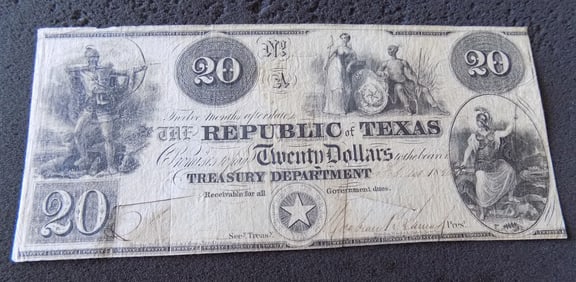 20
No
A
20
Twelve months after date
THE REPUBLIC of TEXAS
Promises to pay Twenty Dollars to the bearer
TREASURY DEPARTMENT
Receivable for all Government dues.
20
Secy. Treasy.
Pres.